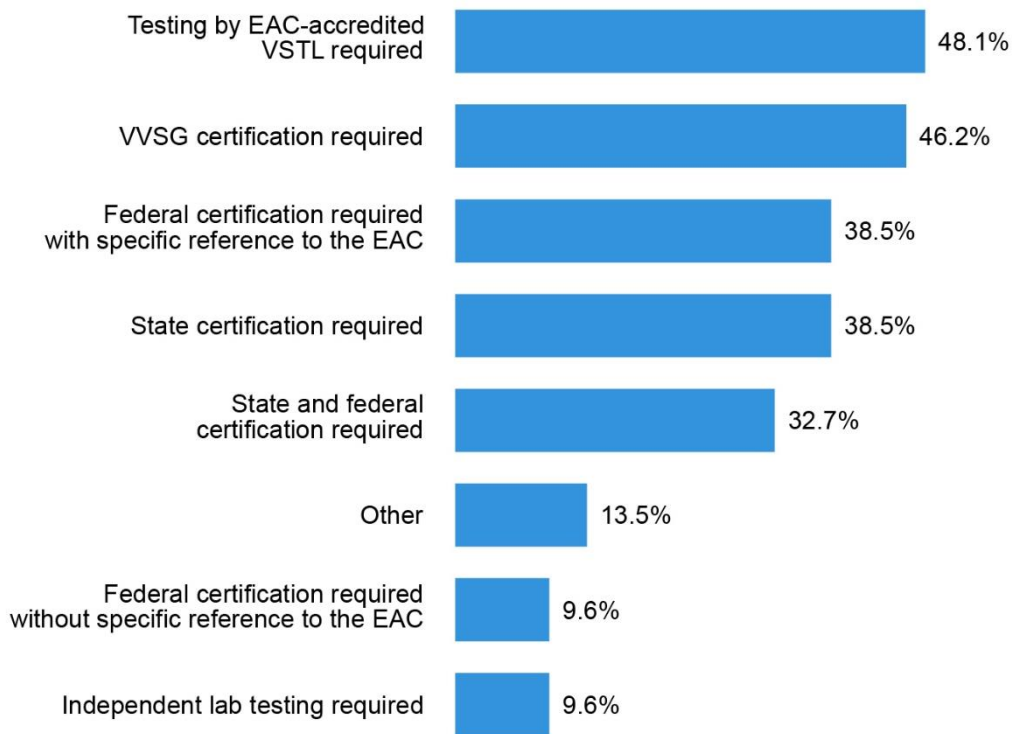 Testing by EAC-accredited
VSTL required
48.1%
VVSG certification required
46.2%
Federal certification required
with specific reference to the EAC
38.5%
State certification required
38.5%
State and federal
certification required
32.7%
Other
13.5%
Federal certification required
without specific reference to the EAC
9.6%
Independent lab testing required
9.6%